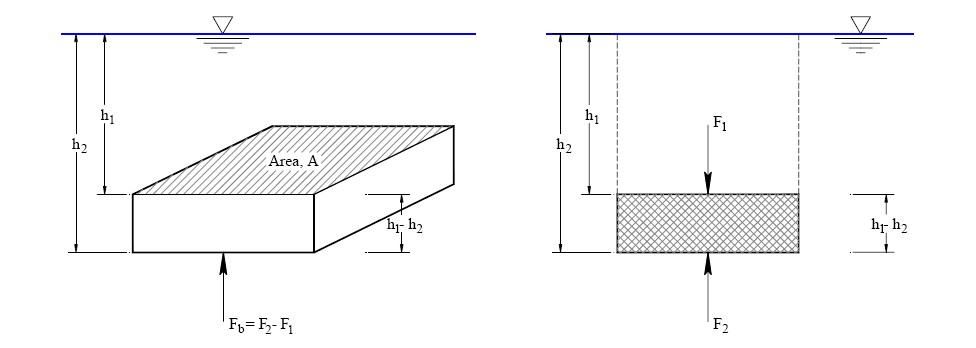 h1
h2
Area, A
h1- h2
Fb= F2- F1
h1
h2
F1
h1- h2
F2